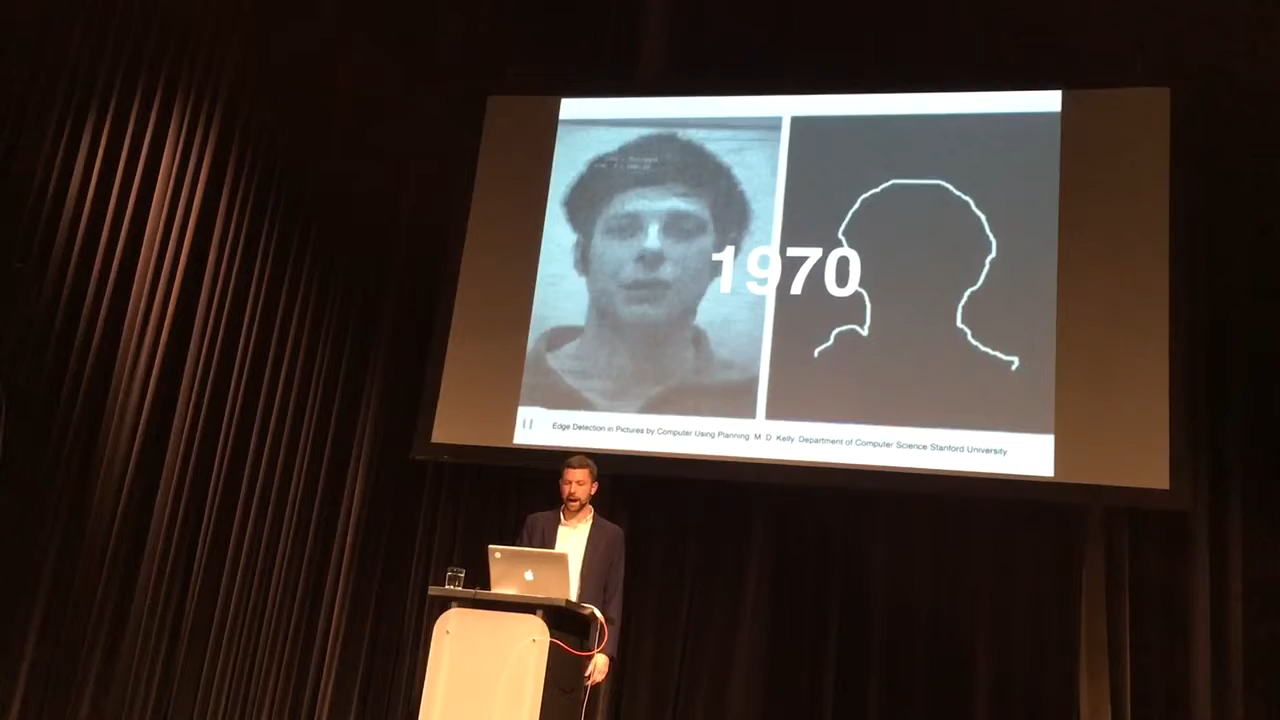 1970
Edge Detection in Pictures by Computer Using Planning. M. D. Kelly. Department of Computer Science Stanford University